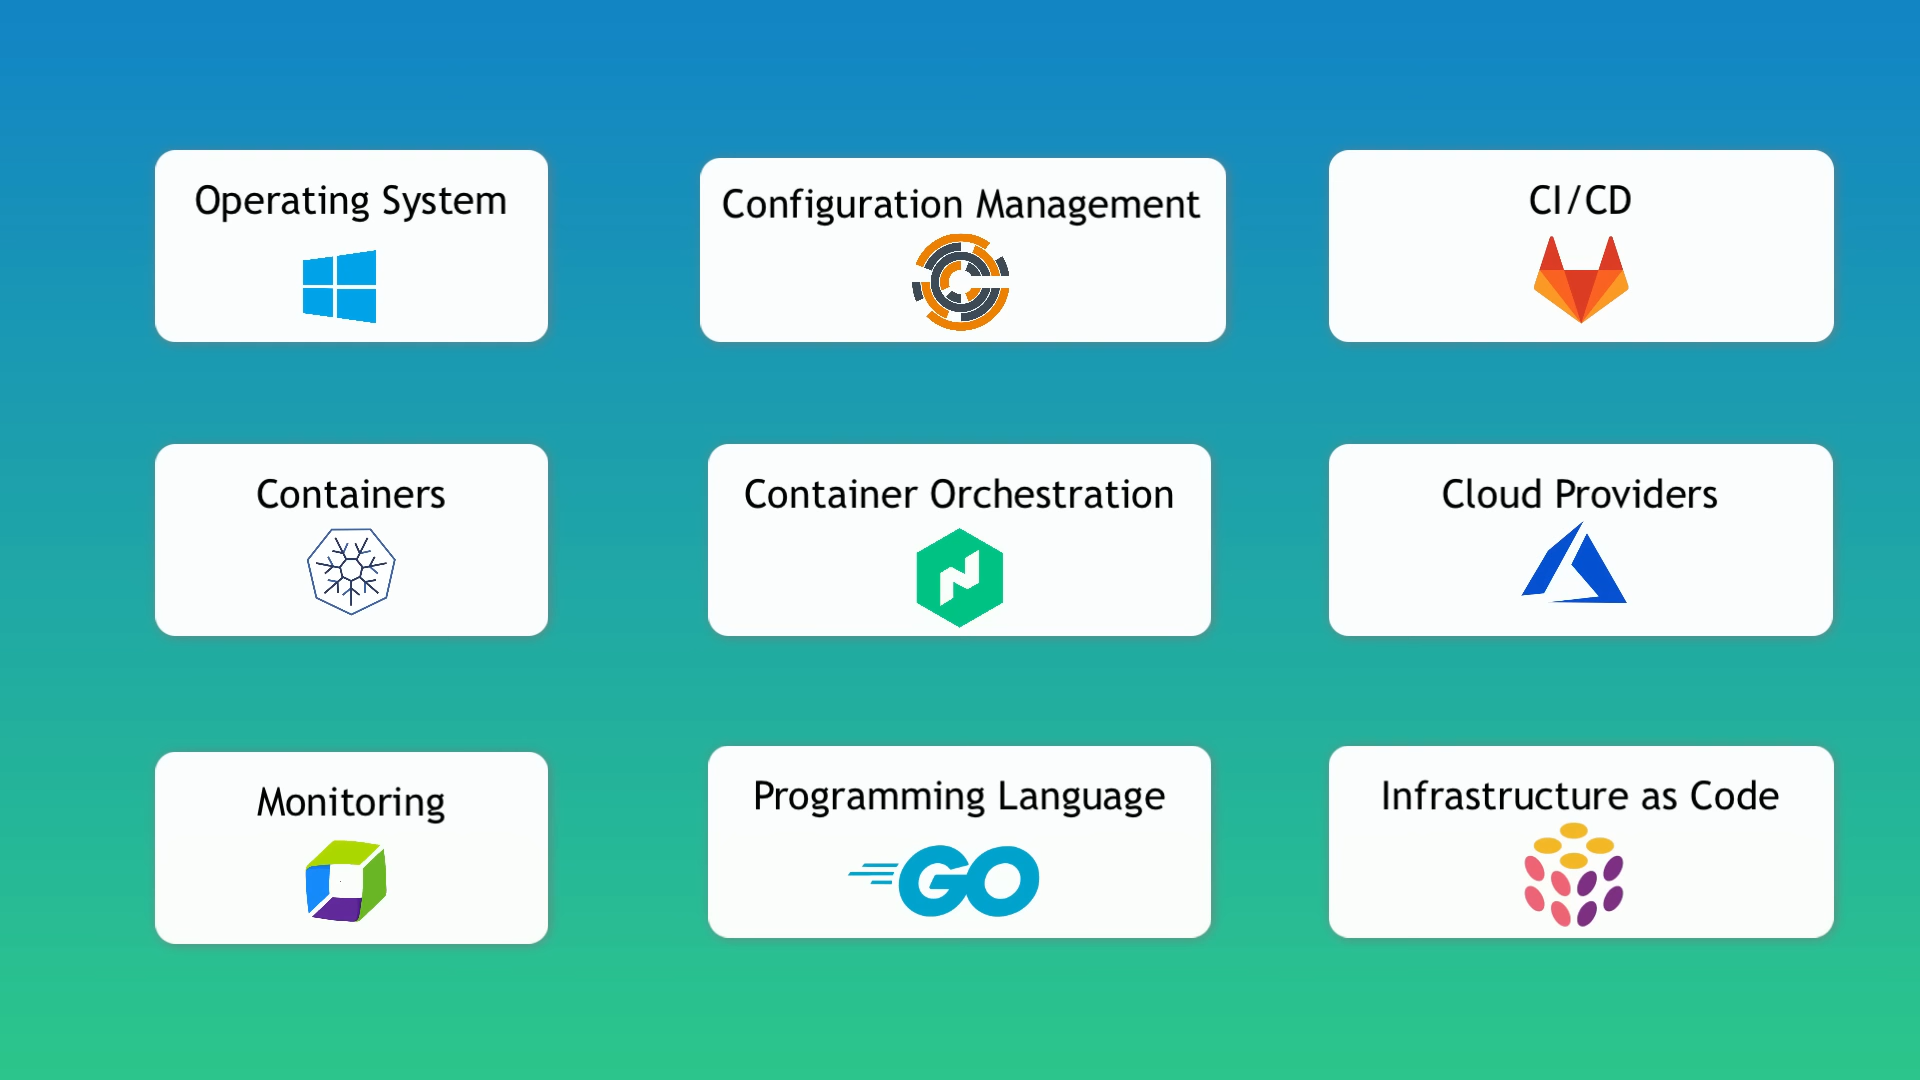 Operating System
Configuration Management
CI/CD
Containers
Container Orchestration
Cloud Providers
Monitoring
Programming Language
GO
Infrastructure as Code